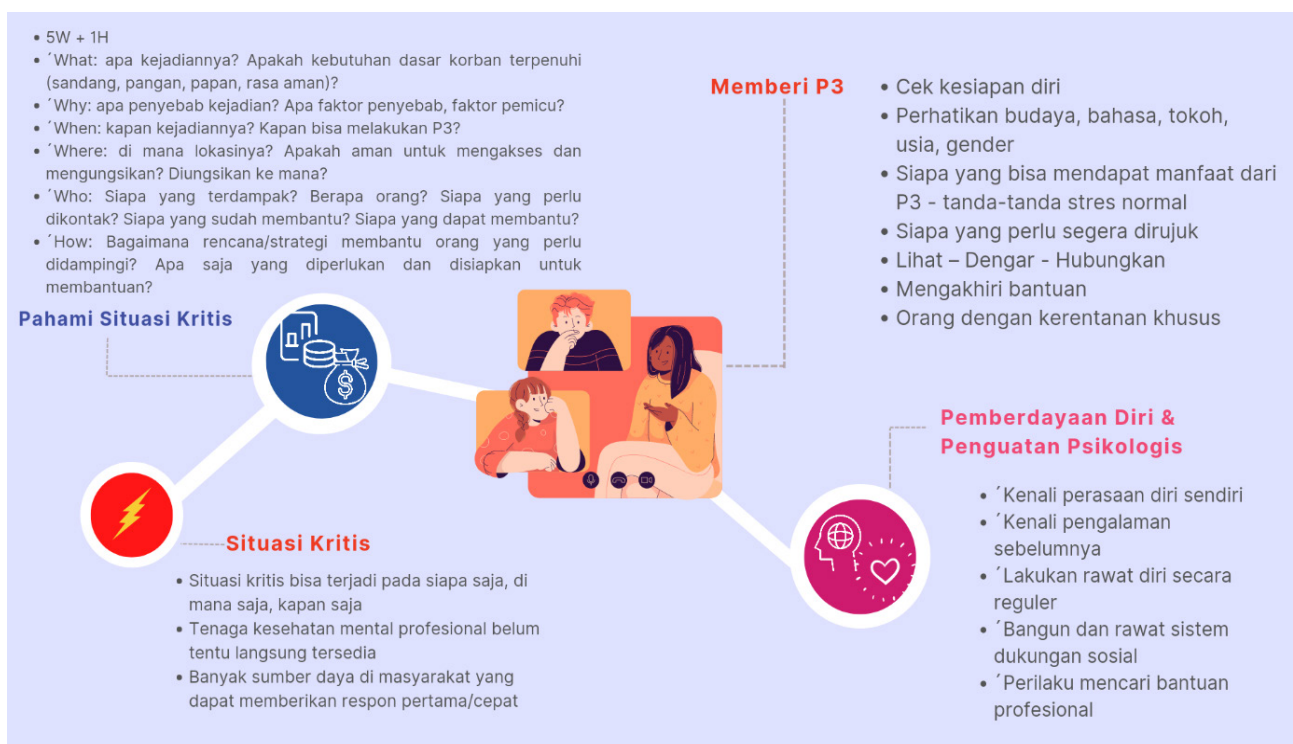 • 5W + 1H
• ´What: apa kejadiannya? Apakah kebutuhan dasar korban terpenuhi
(sandang, pangan, papan, rasa aman)?
• ´Why: apa penyebab kejadian? Apa faktor penyebab, faktor pemicu?
• ´When: kapan kejadiannya? Kapan bisa melakukan P3?
• ´Where: di mana lokasinya? Apakah aman untuk mengakses dan
mengungsikan? Diungsikan ke mana?
• ´Who: Siapa yang terdampak? Berapa orang? Siapa yang perlu
dikontak? Siapa yang sudah membantu? Siapa yang dapat membantu?
• ´How: Bagaimana rencana/strategi membantu orang yang perlu
didampingi? Apa saja yang diperlukan dan disiapkan untuk
membantuan?
Pahami Situasi Kritis
$
Situasi Kritis
• Situasi kritis bisa terjadi pada siapa saja, di
mana saja, kapan saja
• Tenaga kesehatan mental profesional belum
tentu langsung tersedia
• Banyak sumber daya di masyarakat yang
dapat memberikan respon pertama/cepat
Memberi P3
• Cek kesiapan diri
• Perhatikan budaya, bahasa, tokoh,
usia, gender
• Siapa yang bisa mendapat manfaat dari
P3 - tanda-tanda stres normal
• Siapa yang perlu segera dirujuk
• Lihat – Dengar - Hubungkan
• Mengakhiri bantuan
• Orang dengan kerentanan khusus
Pemberdayaan Diri &
Penguatan Psikologis
• ´Kenali perasaan diri sendiri
• ´Kenali pengalaman
sebelumnya
• ´Lakukan rawat diri secara
reguler
• ´Bangun dan rawat sistem
dukungan sosial
• ´Perilaku mencari bantuan
profesional